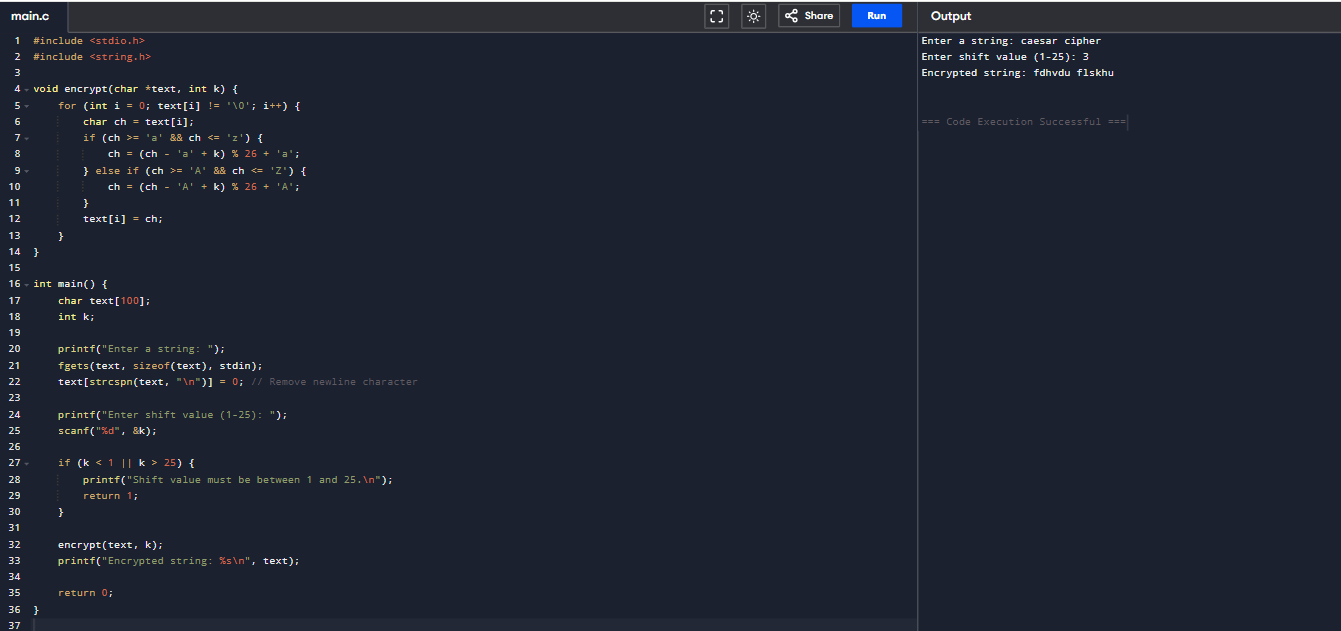 main.c
Share
Run
Output
1 #include <stdio.h>
2 #include <string.h>
3
4 void encrypt(char *text, int k) {
5     for (int i = 0; text[i] != '\0'; i++) {
6         char ch = text[i];
7         if (ch >= 'a' && ch <= 'z') {
8             ch = (ch - 'a' + k) % 26 + 'a';
9         } else if (ch >= 'A' && ch <= 'Z') {
10             ch = (ch - 'A' + k) % 26 + 'A';
11         }
12         text[i] = ch;
13     }
14 }
15
16 int main() {
17     char text[100];
18     int k;
19
20     printf("Enter a string: ");
21     fgets(text, sizeof(text), stdin);
22     text[strcspn(text, "\n")] = 0; // Remove newline character
23
24     printf("Enter shift value (1-25): ");
25     scanf("%d", &k);
26
27     if (k < 1 || k > 25) {
28         printf("Shift value must be between 1 and 25.\n");
29         return 1;
30     }
31
32     encrypt(text, k);
33     printf("Encrypted string: %s\n", text);
34
35     return 0;
36 }
37
Enter a string: caesar cipher
Enter shift value (1-25): 3
Encrypted string: fdhvdu flskhu
=== Code Execution Successful ===